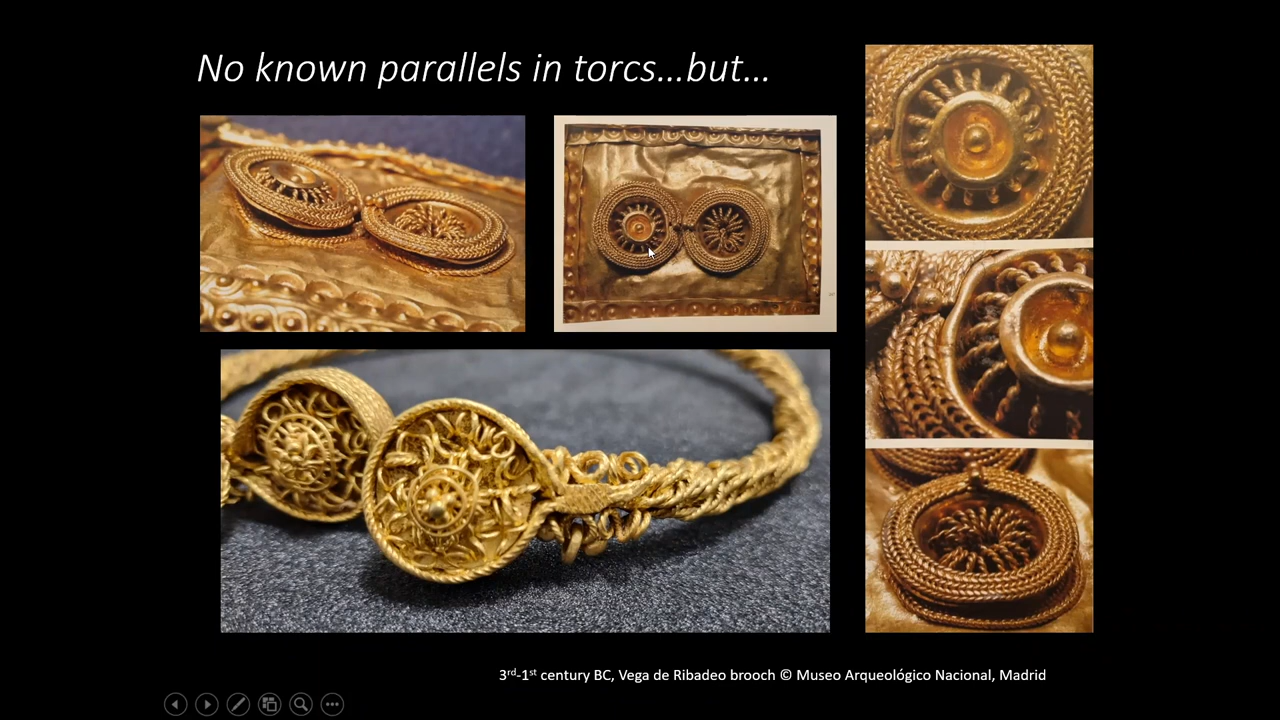 No known parallels in torcs...but...
3rd-1st century BC, Vega de Ribadeo brooch © Museo Arqueológico Nacional, Madrid